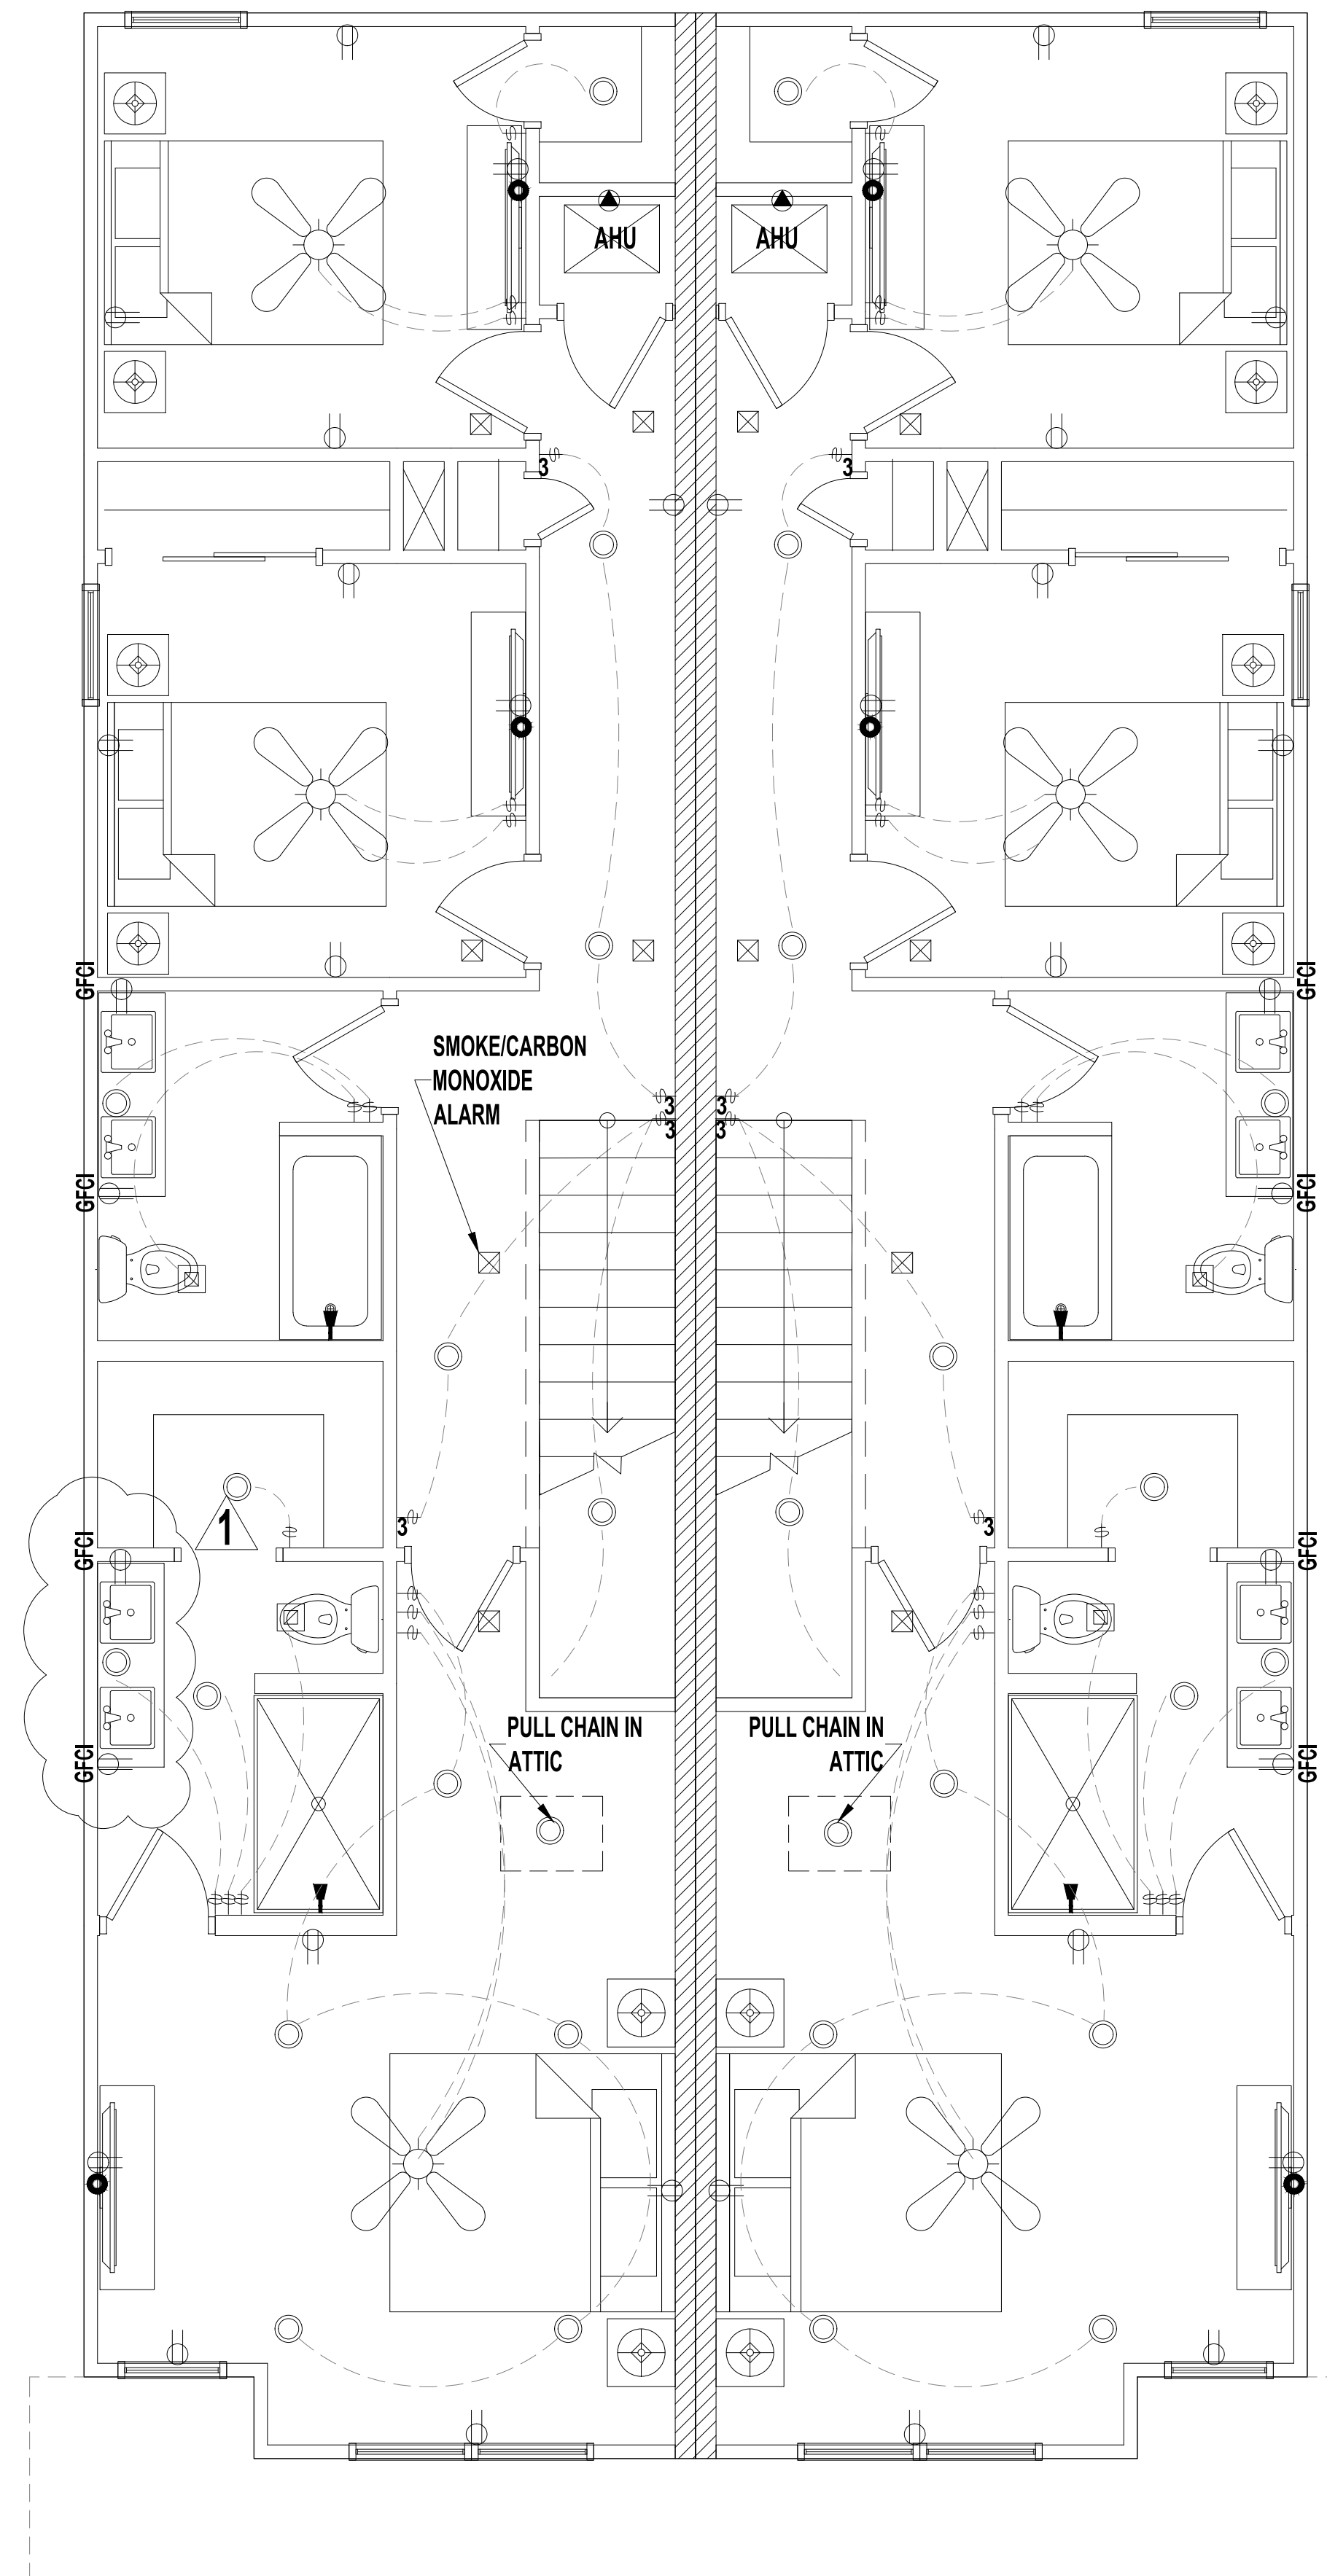 AHU
AHU
3
3
GFCI
GFCI
SMOKE/CARBON
MONOXIDE
ALARM
3
3
3
3
GFCI
GFCI
1
3
3
GFCI
GFCI
PULL CHAIN IN
ATTIC
PULL CHAIN IN
ATTIC
GFCI
GFCI